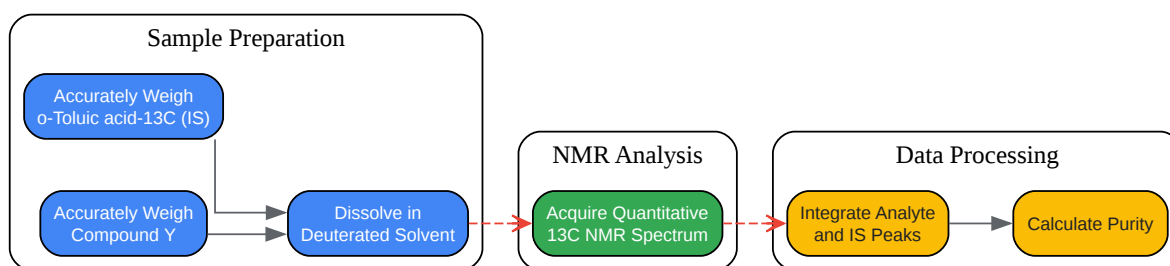 Sample Preparation
Accurately Weigh
o-Toluic acid-13C (IS)
Accurately Weigh
Compound Y
Dissolve in
Deuterated Solvent
NMR Analysis
Acquire Quantitative
13C NMR Spectrum
Data Processing
Integrate Analyte
and IS Peaks
Calculate Purity